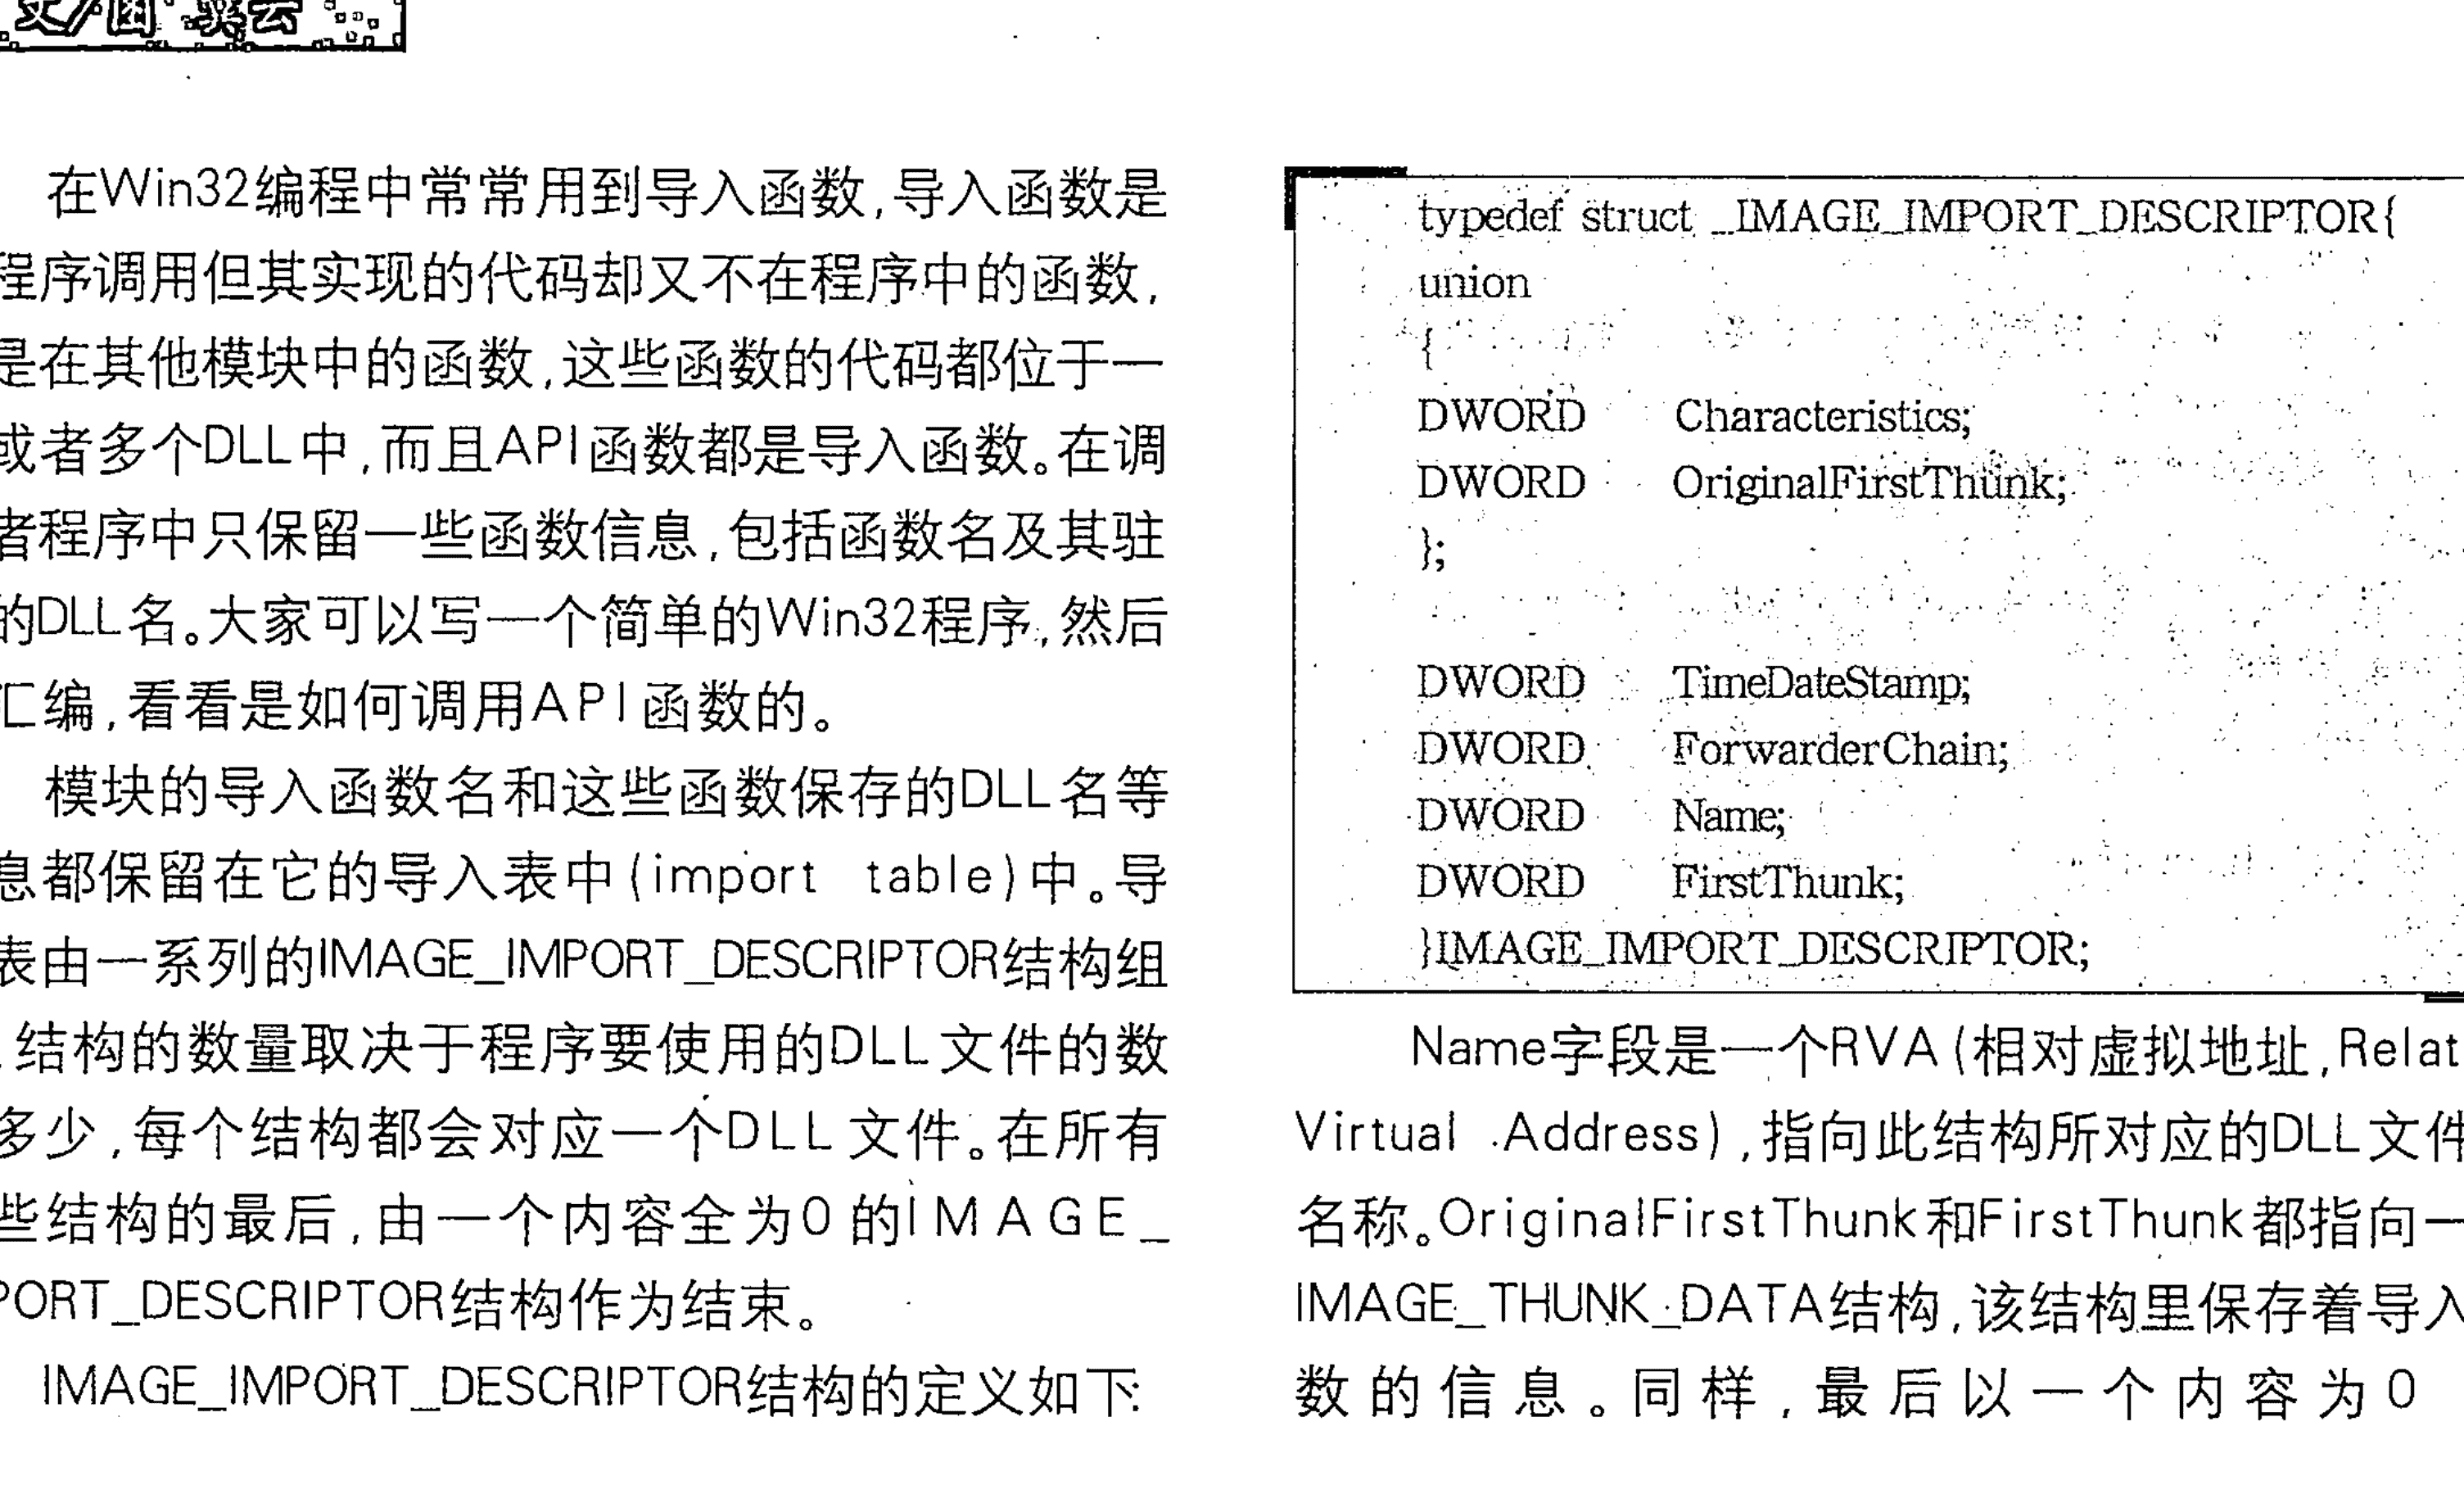 在Win32编程中常常用到导入函数,导入函数是
程序调用但其实现的代码却又不在程序中的函数,
是在其他模块中的函数,这些函数的代码都位于一
或者多个DLL中,而且API函数都是导入函数。在调
者程序中只保留一些函数信息,包括函数名及其驻
的DLL名。大家可以写一个简单的Win32程序,然后
汇编,看看是如何调用API函数的。
模块的导入函数名和这些函数保存的DLL名等
息都保留在它的导入表中(import table)中。导
表由一系列的IMAGE_IMPORT_DESCRIPTOR结构组
结构的数量取决于程序要使用的DLL文件的数
多少,每个结构都会对应一个DLL文件。在所有
些结构的最后,由一个内容全为0的IMAGE_
PORT_DESCRIPTOR结构作为结束。
IMAGE_IMPORT_DESCRIPTOR结构的定义如下:
typedef struct _IMAGE_IMPORT_DESCRIPTOR{
union
{
DWORD Characteristics;
DWORD OriginalFirstThunk;
};
DWORD TimeDateStamp;
DWORD ForwarderChain;
DWORD Name;
DWORD FirstThunk;
}IMAGE_IMPORT_DESCRIPTOR;
Name字段是一个RVA(相对虚拟地址,Relat
Virtual Address),指向此结构所对应的DLL文件
名称。OriginalFirstThunk和FirstThunk都指向一
IMAGE_THUNK_DATA结构,该结构里保存着导入
数的信息。同样,最后以一个内容为0